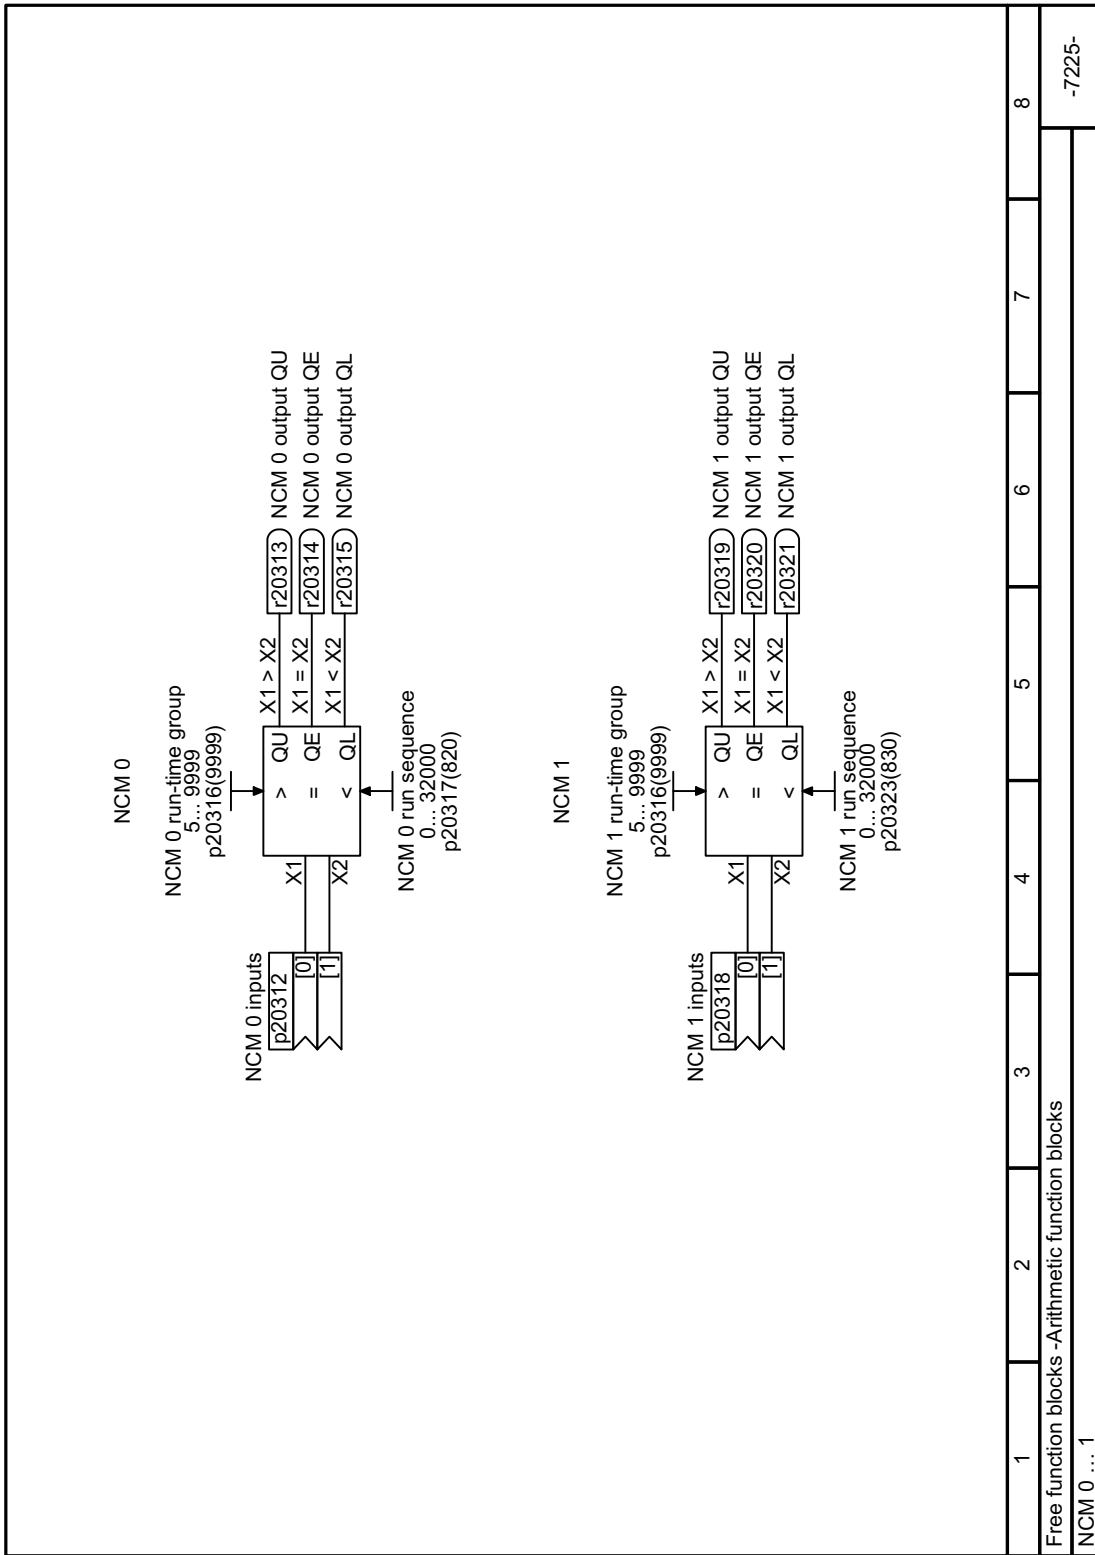 NCM 0
NCM 0 run-time group
5... 9999
p20316(9999)
NCM 0 inputs
p20312
[0]
[1]
X1
X2
> QU
= QE
< QL
X1 > X2
X1 = X2
X1 < X2
r20313
r20314
r20315
NCM 0 output QU
NCM 0 output QE
NCM 0 output QL
NCM 0 run sequence
0... 32000
p20317(820)
NCM 1
NCM 1 run-time group
5... 9999
p20316(9999)
NCM 1 inputs
p20318
[0]
[1]
X1
X2
> QU
= QE
< QL
X1 > X2
X1 = X2
X1 < X2
r20319
r20320
r20321
NCM 1 output QU
NCM 1 output QE
NCM 1 output QL
NCM 1 run sequence
0... 32000
p20323(830)
1 2 3 4 5 6 7 8
Free function blocks -Arithmetic function blocks
-7225-
NCM 0 ... 1